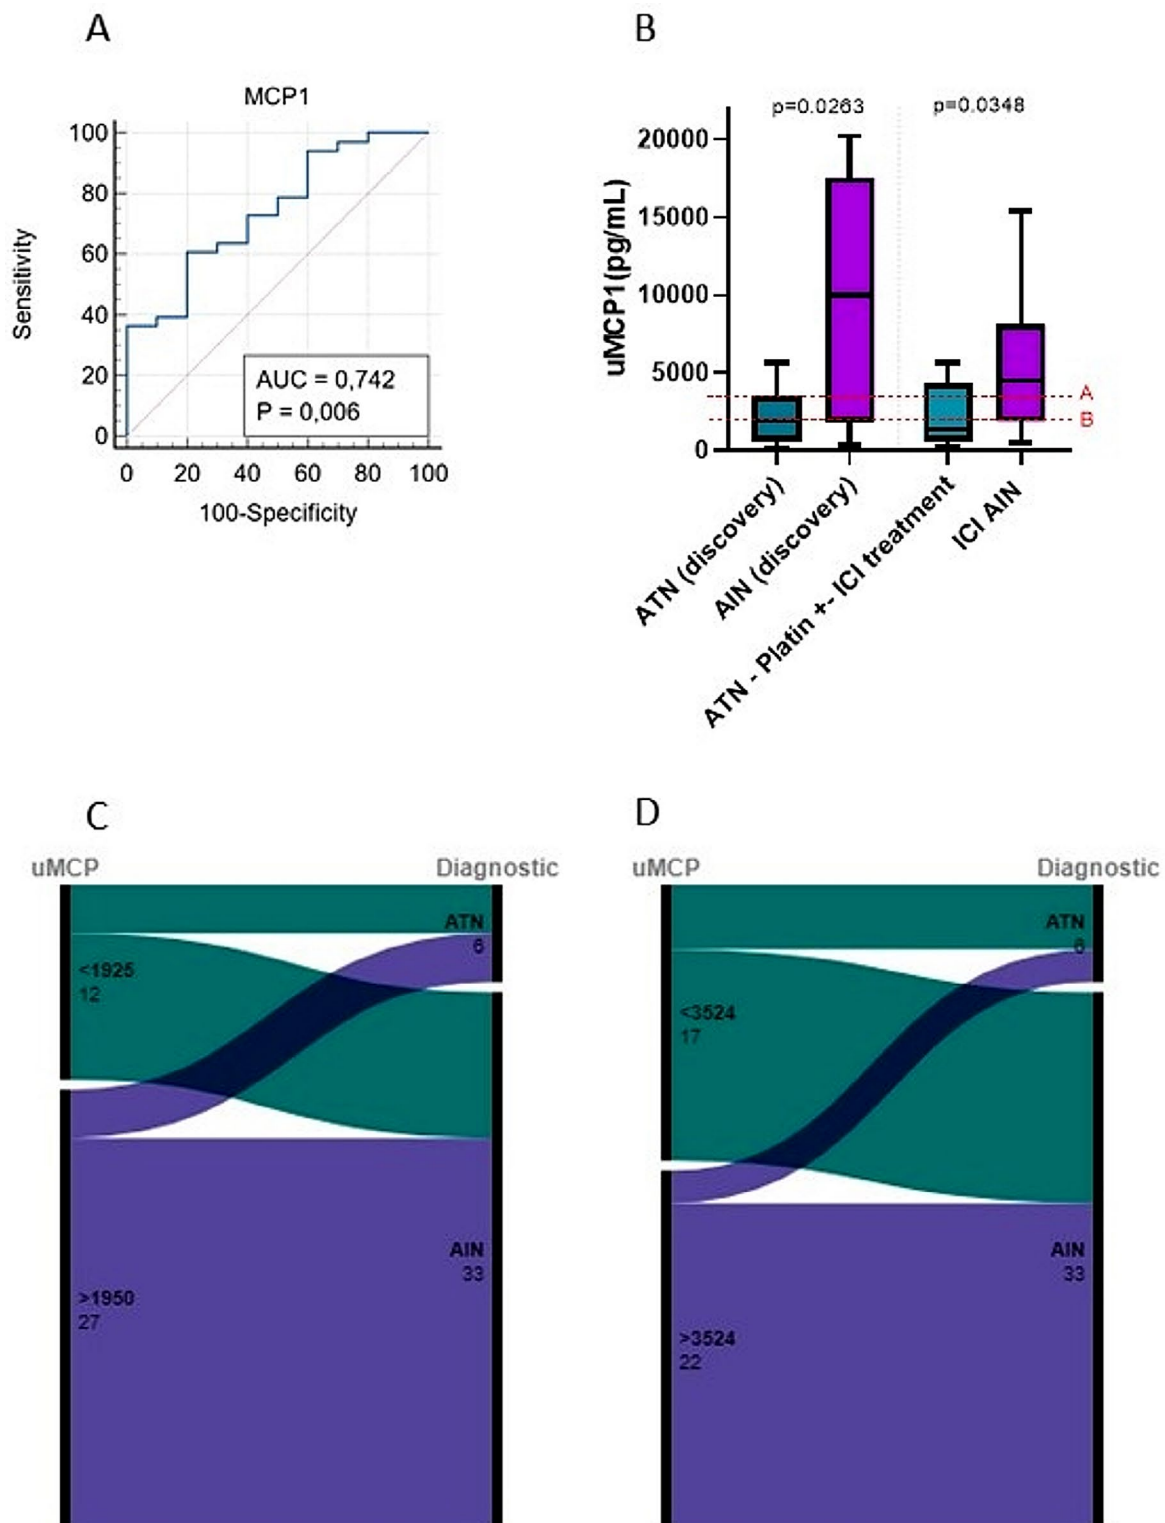 A
B
MCP1
Sensitivity
100
80
60
40
20
0
AUC = 0,742
P = 0,006
0 20 40 60 80 100
100-Specificity
p=0.0263
p=0.0348
uMCP1(pg/mL)
20000
15000
10000
5000
0
A
B
ATN (discovery)
AIN (discovery)
ATN - Platin +- ICI treatment
ICI AIN
C
D
uMCP
Diagnostic
ATN
6
<1925
12
AIN
33
>1950
27
uMCP
Diagnostic
ATN
6
<3524
17
AIN
33
>3524
22